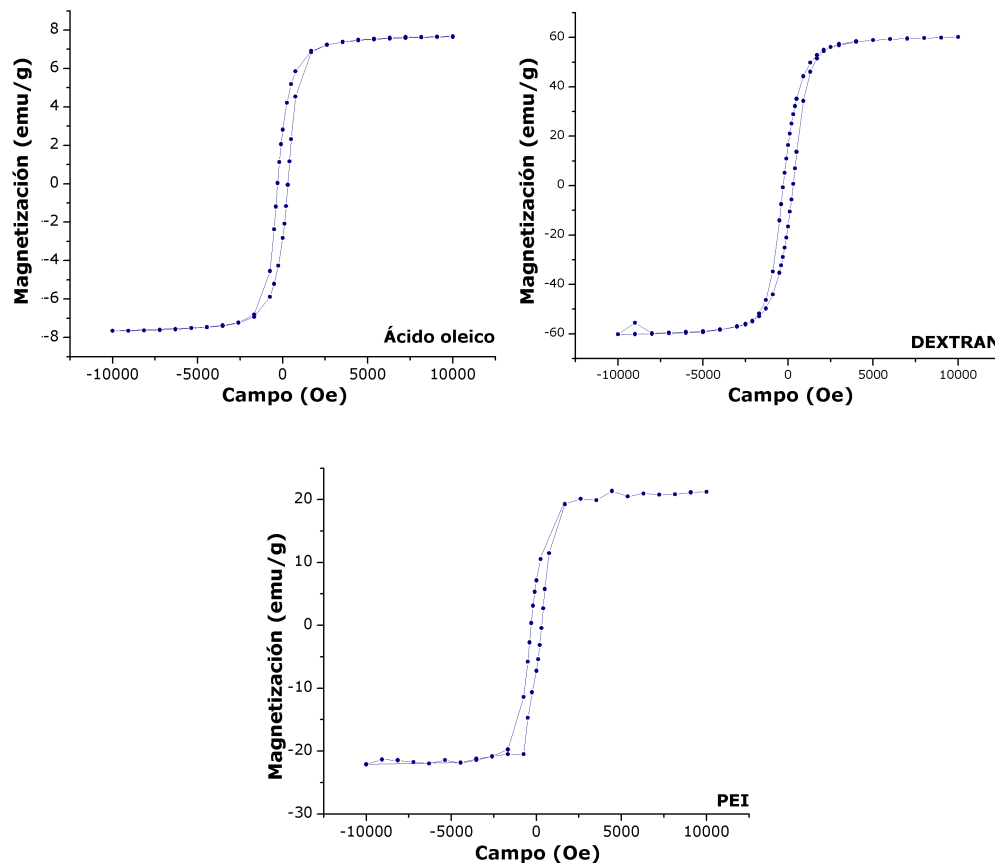 Magnetización (emu/g)
8
6
4
2
0
-2
-4
-6
-8
Ácido oleico
-10000 -5000 0 5000 10000
Campo (Oe)
Magnetización (emu/g)
60
40
20
0
-20
-40
-60
DEXTRAN
-10000 -5000 0 5000 10000
Campo (Oe)
Magnetización (emu/g)
20
10
0
-10
-20
-30
PEI
-10000 -5000 0 5000 10000
Campo (Oe)